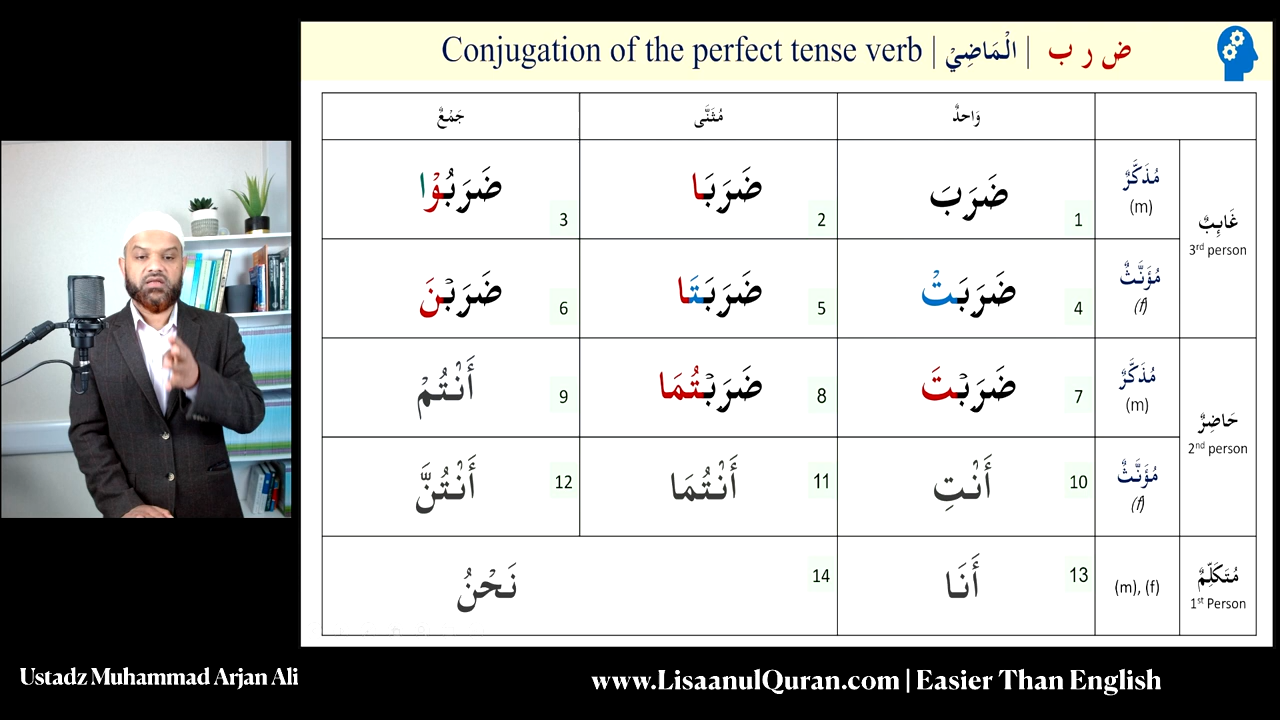 Conjugation of the perfect tense verb | الْمَاضِيْ | ض ر ب
وَاحدٌ مُثَنًّى جَمْعٌ
غَايِبٌ
3rd person
مُذَكَّرٌ
(m)
ضَرَبَ 1
ضَرَبَا 2
ضَرَبُوْا 3
مُؤَنَّثٌ
(f)
ضَرَبَتْ 4
ضَرَبَتَا 5
ضَرَبْنَ 6
حَاضِرٌ
2nd person
مُذَكَّرٌ
(m)
ضَرَبْتَ 7
ضَرَبْتُمَا 8
أَنْتُمْ 9
مُؤَنَّثٌ
(f)
أَنْتِ 10
أَنْتُمَا 11
أَنْتُنَّ 12
مُتَكَلِّمٌ
1st Person
(m), (f)
أَنَا 13
نَحْنُ 14
Ustadz Muhammad Arjan Ali
www.LisaanulQuran.com | Easier Than English